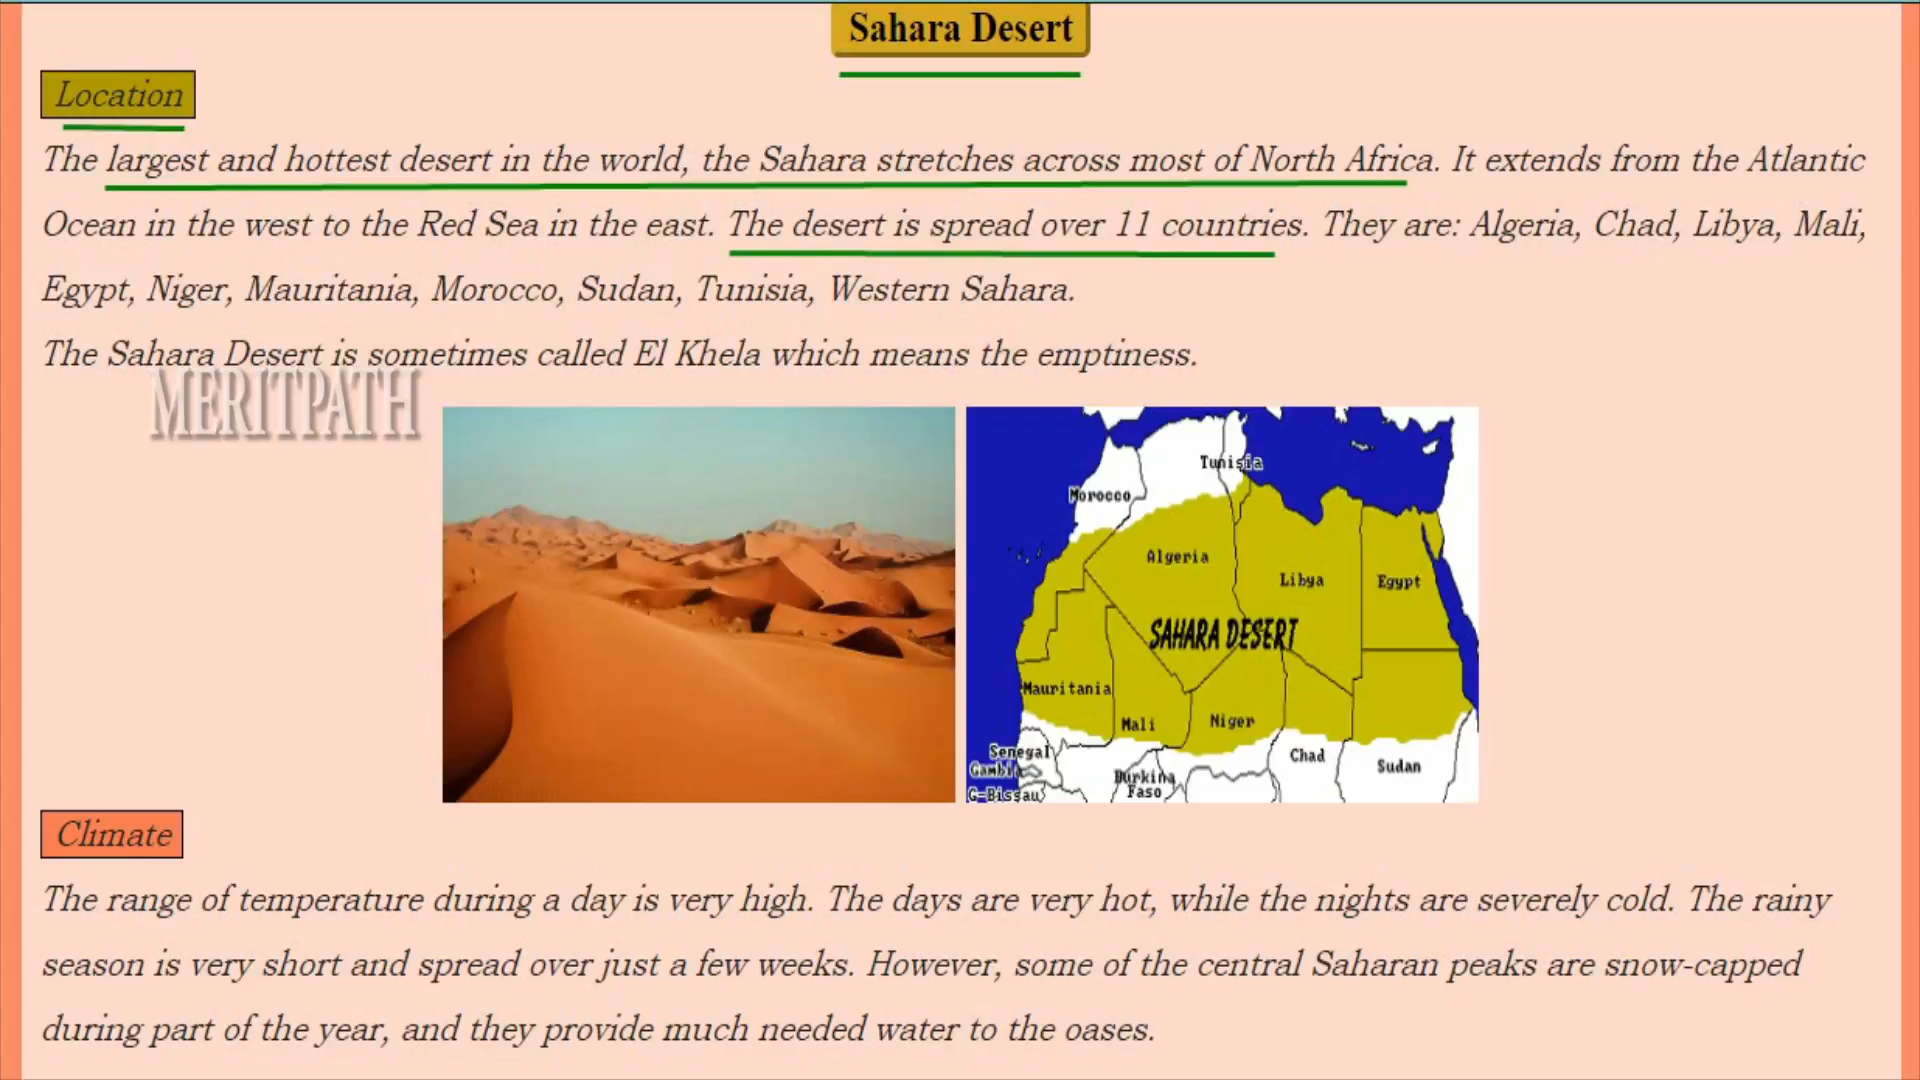 Sahara Desert
Location
The largest and hottest desert in the world, the Sahara stretches across most of North Africa. It extends from the Atlantic
Ocean in the west to the Red Sea in the east. The desert is spread over 11 countries. They are: Algeria, Chad, Libya, Mali,
Egypt, Niger, Mauritania, Morocco, Sudan, Tunisia, Western Sahara.
The Sahara Desert is sometimes called El Khela which means the emptiness.
MERITPATH
Tunisia
Morocco
Algeria
Libya
Egypt
SAHARA DESERT
Mauritania
Mali
Niger
Senegal
Chad
Sudan
Gambia
Burkina
Faso
G-Bissau
Climate
The range of temperature during a day is very high. The days are very hot, while the nights are severely cold. The rainy
season is very short and spread over just a few weeks. However, some of the central Saharan peaks are snow-capped
during part of the year, and they provide much needed water to the oases.